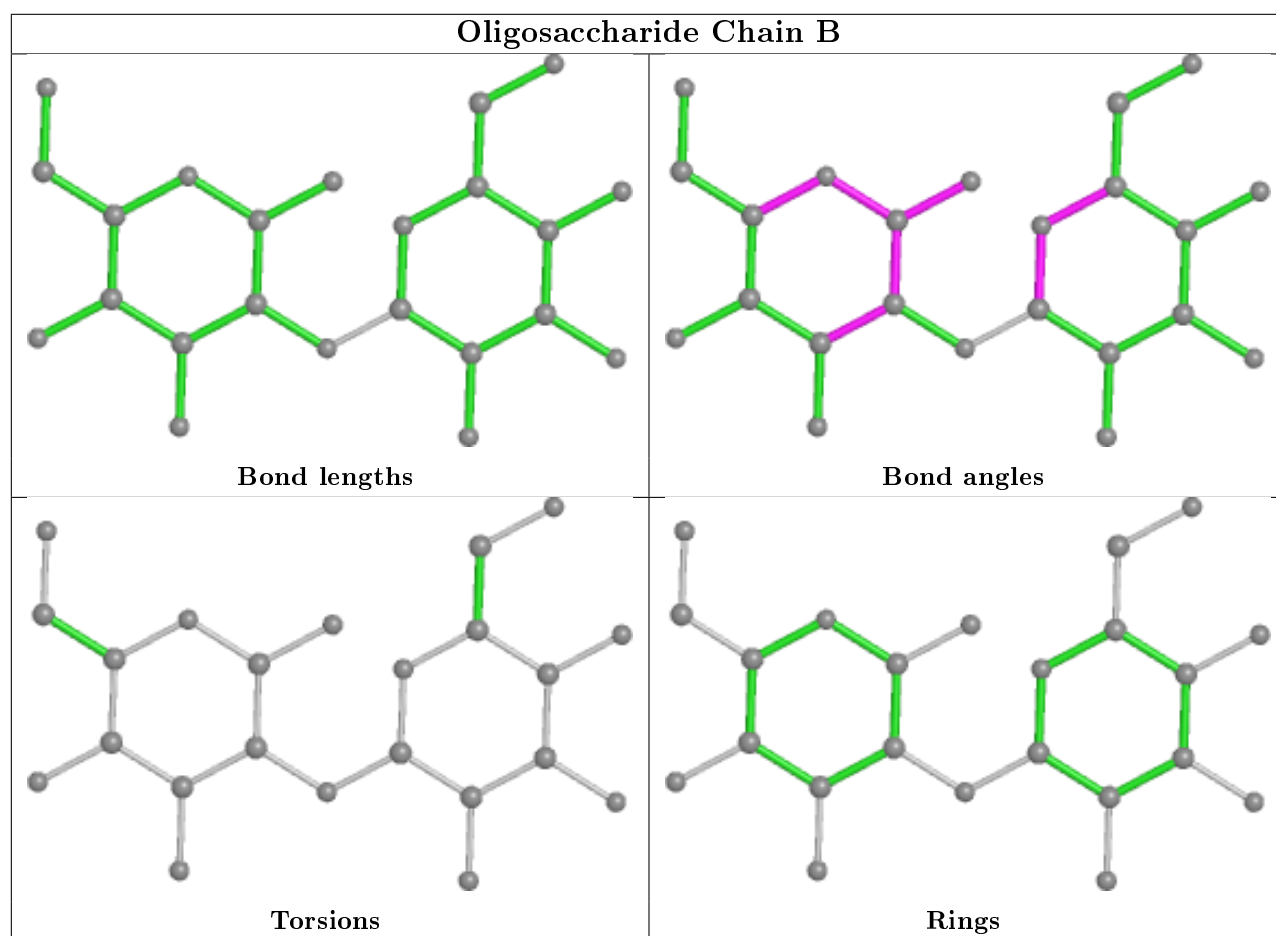 Oligosaccharide Chain B
Bond lengths
Bond angles
Torsions
Rings